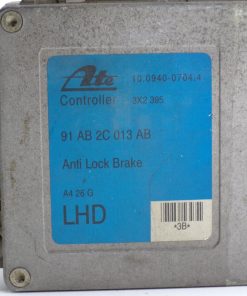 Ate 10.0940-0704.4
Controller 3X2 395
91 AB 2C 013 AB
Anti Lock Brake
A4 26 G
LHD
*3B*